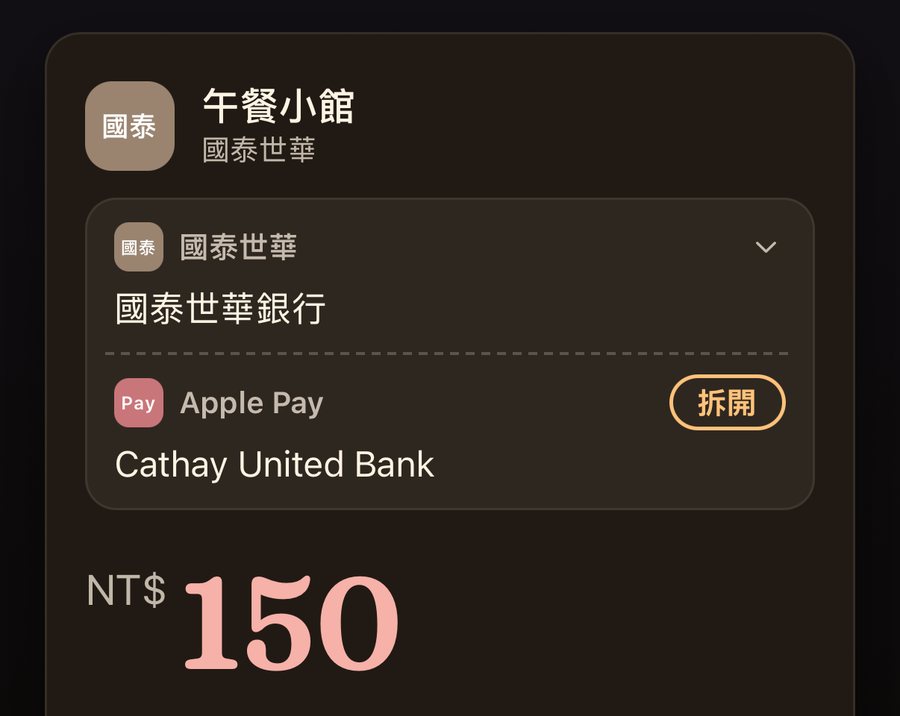 國泰
午餐小館
國泰世華
國泰
國泰世華
國泰世華銀行
Pay
Apple Pay
拆開
Cathay United Bank
NT$ 150